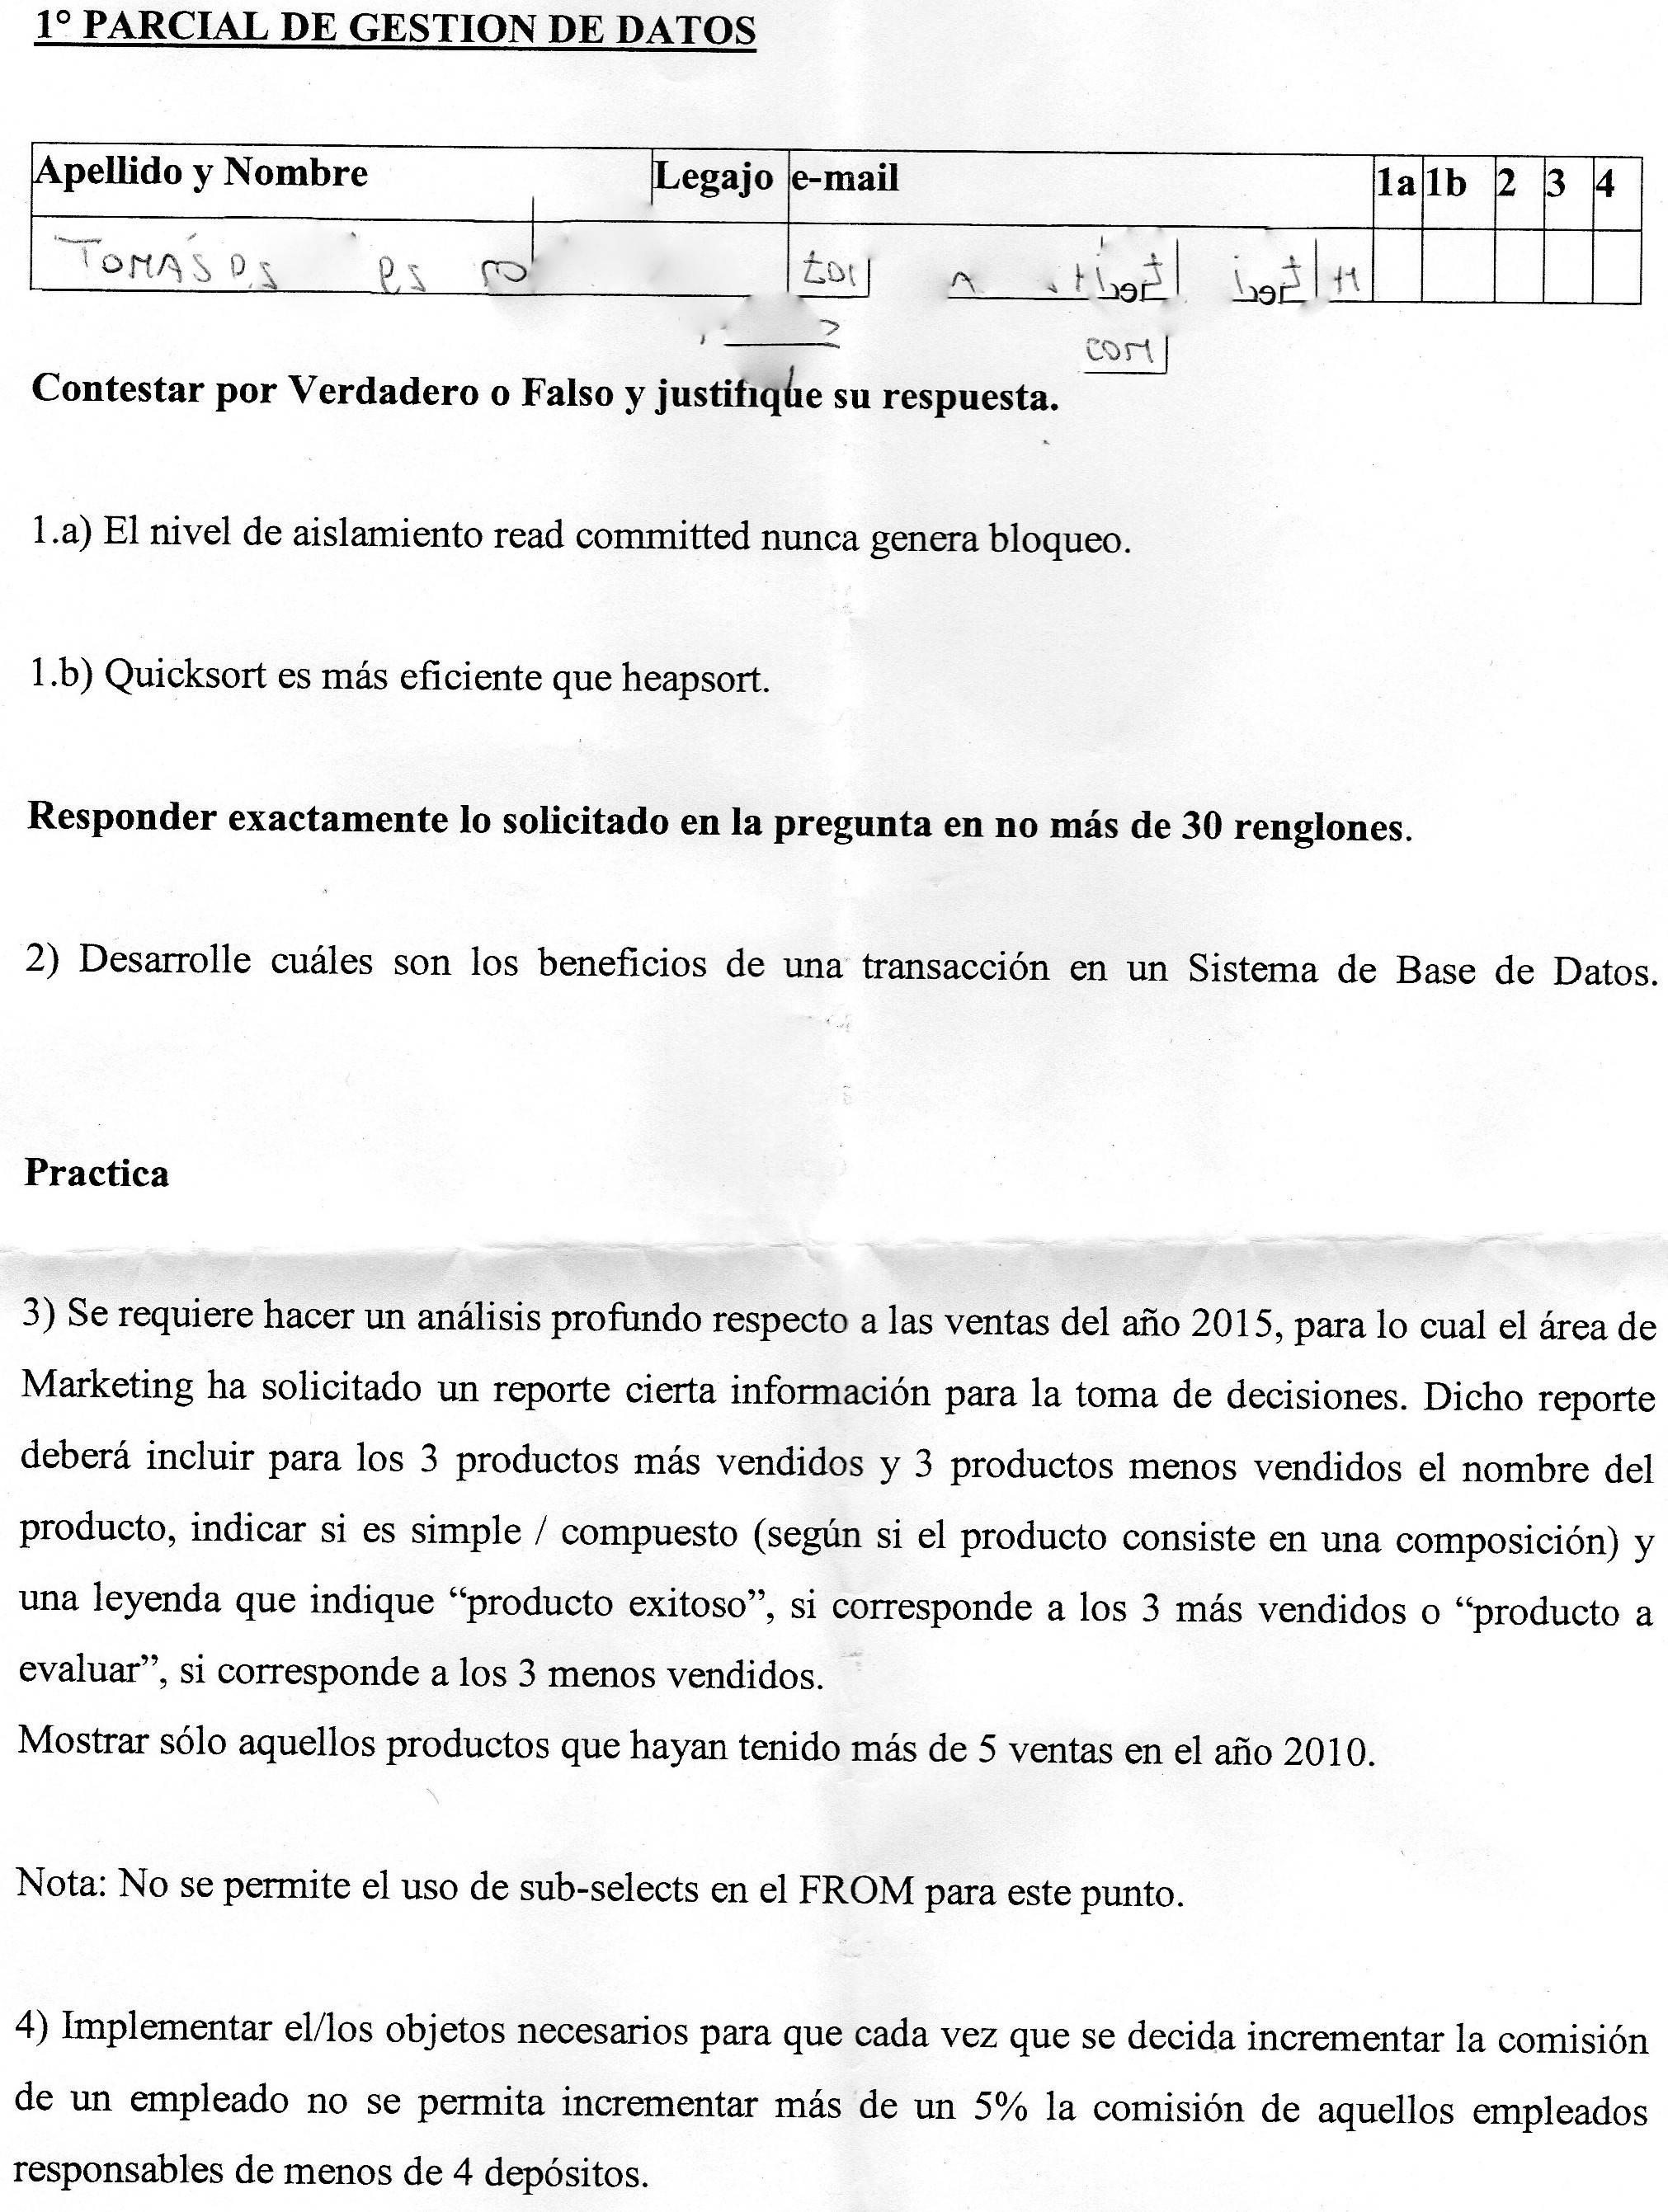 1° PARCIAL DE GESTION DE DATOS
Apellido y Nombre Legajo e-mail 1a 1b 2 3 4
TOMÁS
COM
Contestar por Verdadero o Falso y justifique su respuesta.
1.a) El nivel de aislamiento read committed nunca genera bloqueo.
1.b) Quicksort es más eficiente que heapsort.
Responder exactamente lo solicitado en la pregunta en no más de 30 renglones.
2) Desarrolle cuáles son los beneficios de una transacción en un Sistema de Base de Datos.
Practica
3) Se requiere hacer un análisis profundo respecto a las ventas del año 2015, para lo cual el área de
Marketing ha solicitado un reporte cierta información para la toma de decisiones. Dicho reporte
deberá incluir para los 3 productos más vendidos y 3 productos menos vendidos el nombre del
producto, indicar si es simple / compuesto (según si el producto consiste en una composición) y
una leyenda que indique “producto exitoso”, si corresponde a los 3 más vendidos o “producto a
evaluar”, si corresponde a los 3 menos vendidos.
Mostrar sólo aquellos productos que hayan tenido más de 5 ventas en el año 2010.
Nota: No se permite el uso de sub-selects en el FROM para este punto.
4) Implementar el/los objetos necesarios para que cada vez que se decida incrementar la comisión
de un empleado no se permita incrementar más de un 5% la comisión de aquellos empleados
responsables de menos de 4 depósitos.